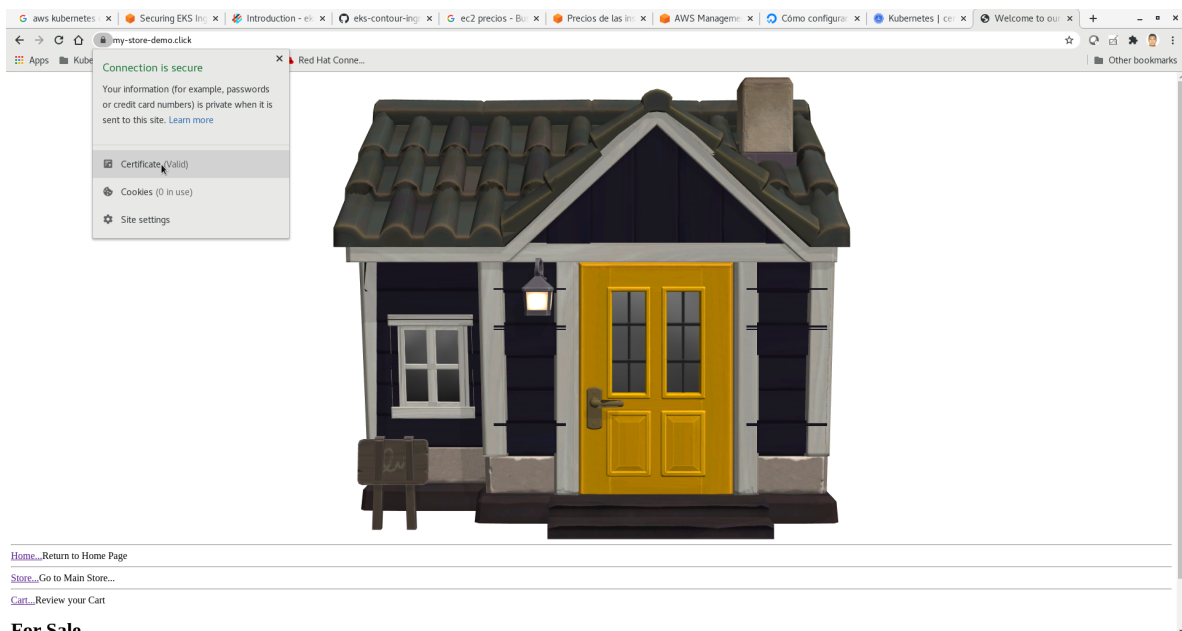 aws kubernetes
Securing EKS Ing
Introduction - ek
eks-contour-ingr
ec2 precios - Bus
Precios de las ins
AWS Manageme
Cómo configurar
Kubernetes | cer
Welcome to our
my-store-demo.click
Apps
Kube
Red Hat Conne...
Other bookmarks
Connection is secure
Your information (for example, passwords
or credit card numbers) is private when it is
sent to this site. Learn more
Certificate (Valid)
Cookies (0 in use)
Site settings
Home...Return to Home Page
Store...Go to Main Store...
Cart...Review your Cart
For Sale